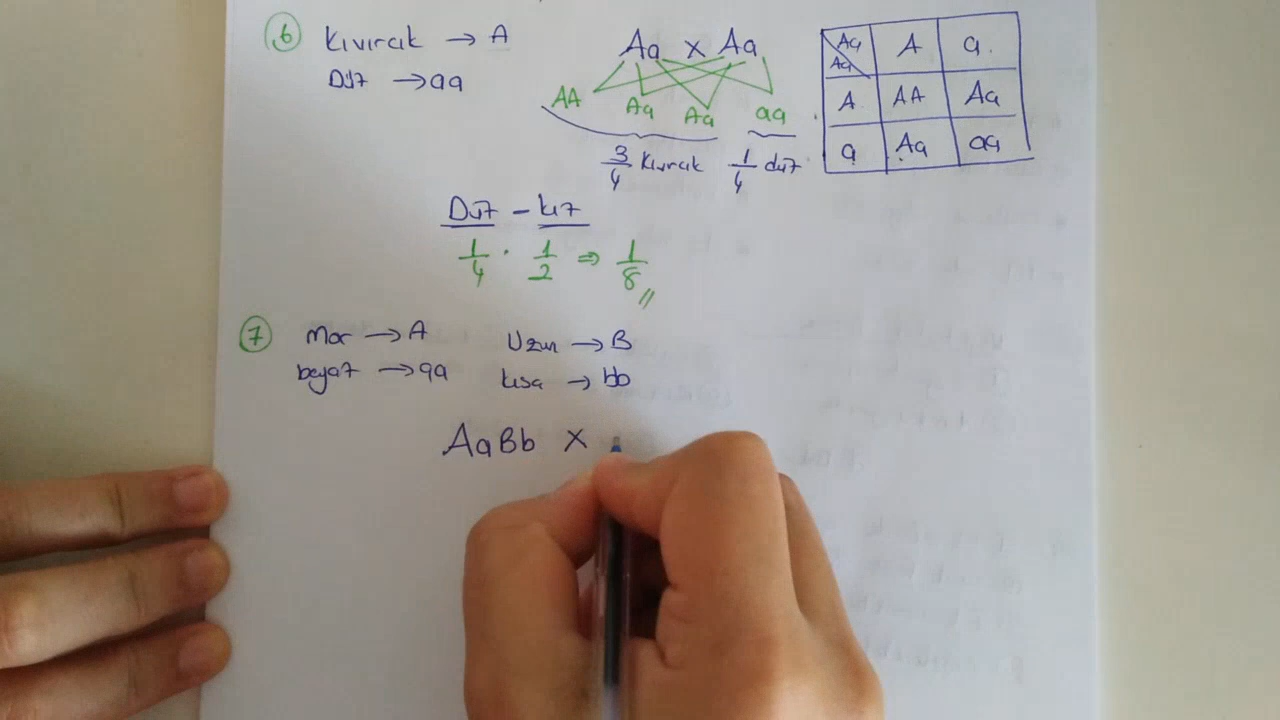 6 Kıvırcık → A
Düz → aa
Aa x Aa
AA Aa Aa aa
3/4 Kıvırcık 1/4 düz
Aa A a
Aa
A AA Aa
a Aa aa
Düz - kız
1/4 . 1/2 ⇒ 1/8 //
7 Mor → A Uzun → B
beyaz → aa kısa → bb
AaBb X